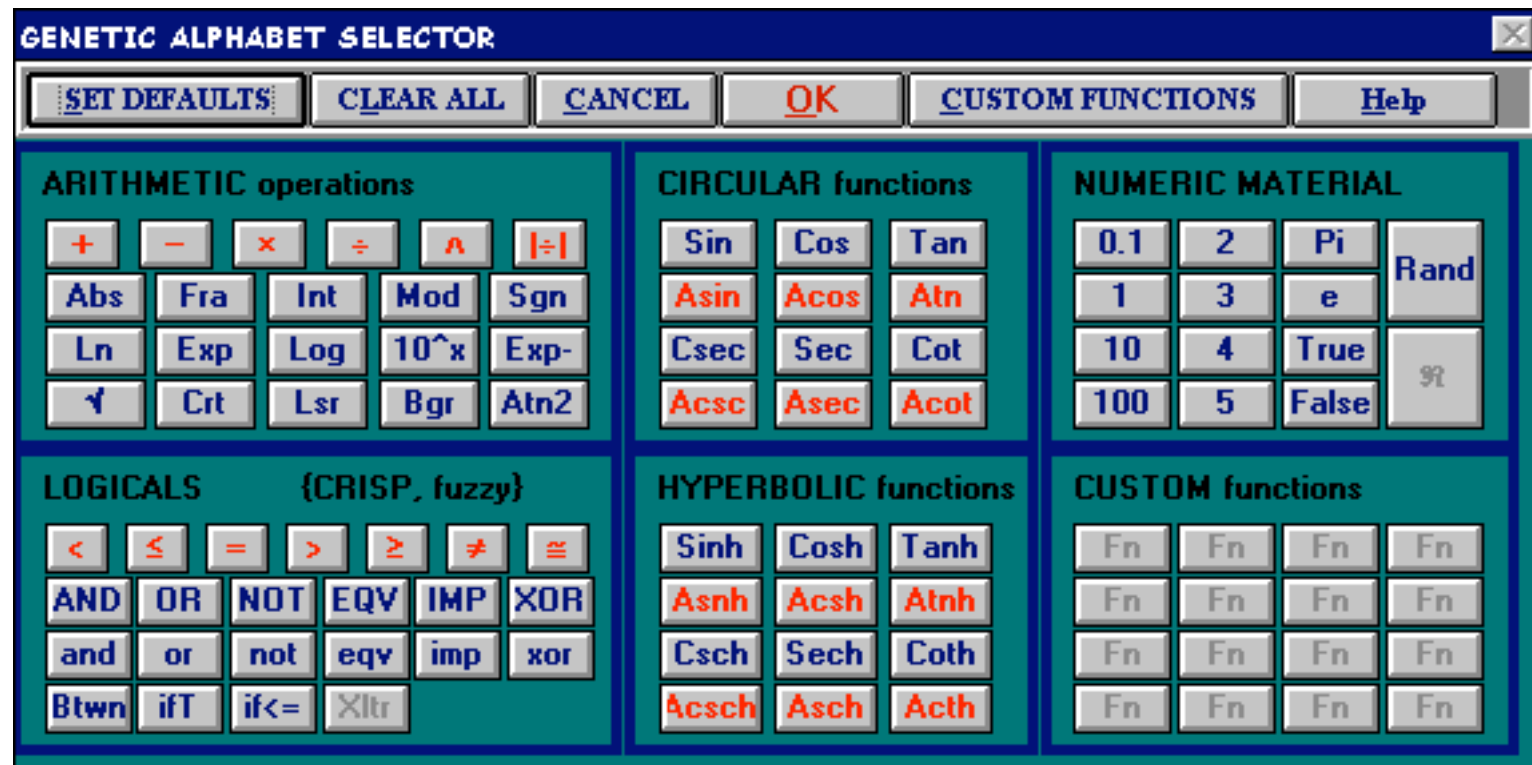 GENETIC ALPHABET SELECTOR
SET DEFAULTS CLEAR ALL CANCEL OK CUSTOM FUNCTIONS Help
ARITHMETIC operations
+ − × ÷ ∧ |÷|
Abs Fra Int Mod Sgn
Ln Exp Log 10^x Exp-
√ Crt Lsr Bgr Atn2
CIRCULAR functions
Sin Cos Tan
Asin Acos Atn
Csec Sec Cot
Acsc Asec Acot
NUMERIC MATERIAL
0.1 2 Pi Rand
1 3 e
10 4 True ℜ
100 5 False
LOGICALS {CRISP, fuzzy}
< ≤ = > ≥ ≠ ≅
AND OR NOT EQV IMP XOR
and or not eqv imp xor
Btwn ifT if<= Xltr
HYPERBOLIC functions
Sinh Cosh Tanh
Asnh Acsh Atnh
Csch Sech Coth
Acsch Asch Acth
CUSTOM functions
Fn Fn Fn Fn
Fn Fn Fn Fn
Fn Fn Fn Fn
Fn Fn Fn Fn